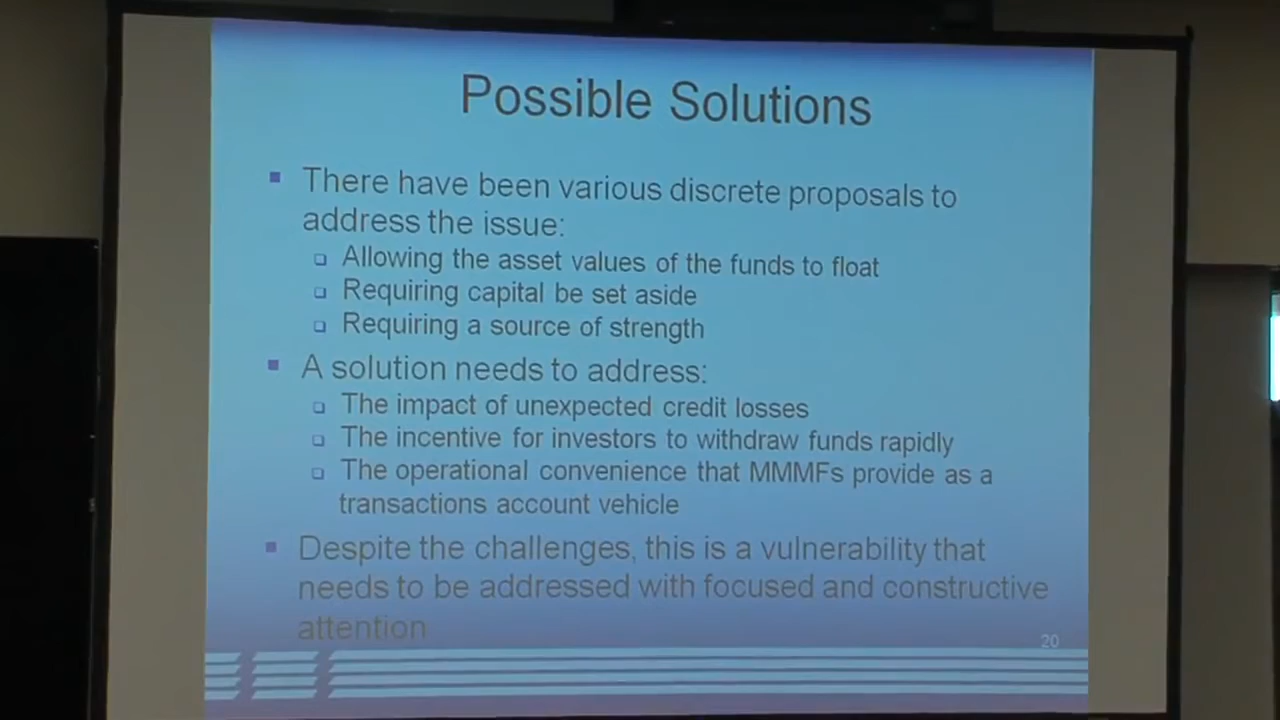 Possible Solutions
There have been various discrete proposals to
address the issue:
Allowing the asset values of the funds to float
Requiring capital be set aside
Requiring a source of strength
A solution needs to address:
The impact of unexpected credit losses
The incentive for investors to withdraw funds rapidly
The operational convenience that MMMFs provide as a
transactions account vehicle
Despite the challenges, this is a vulnerability that
needs to be addressed with focused and constructive
attention
20